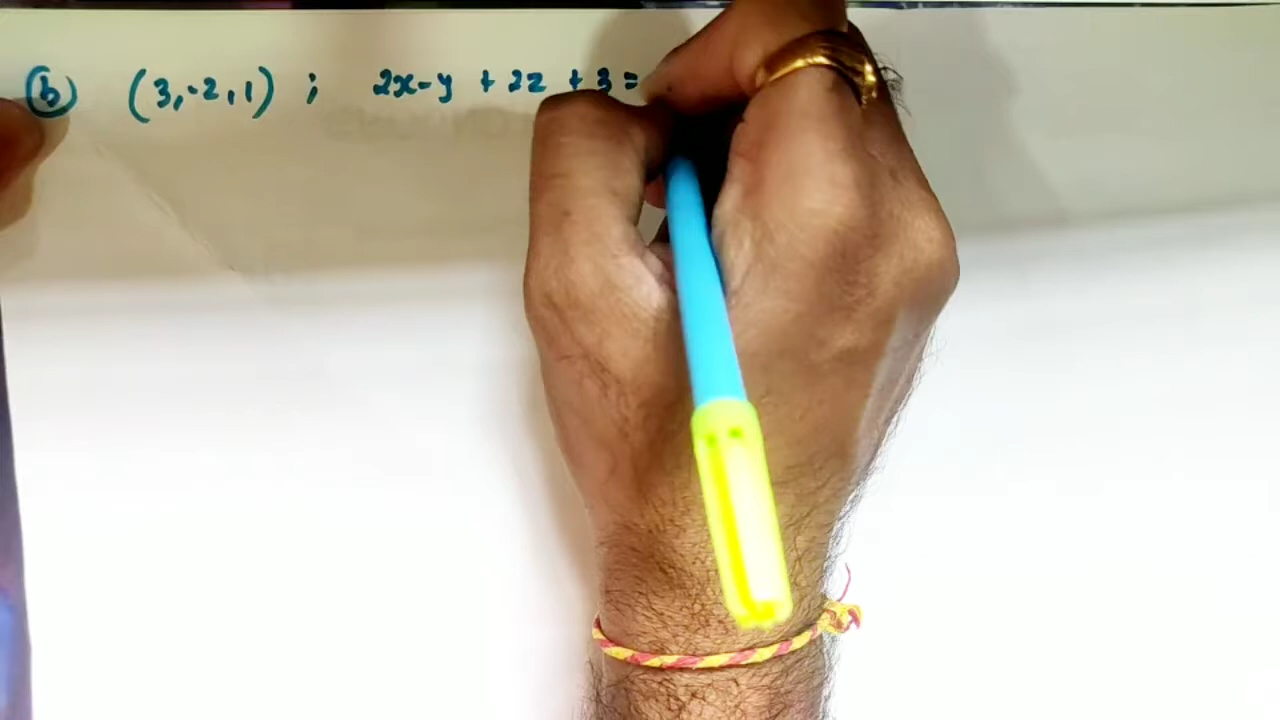 (b) (3,-2,1) ; 2x-y + 2z + 3 =